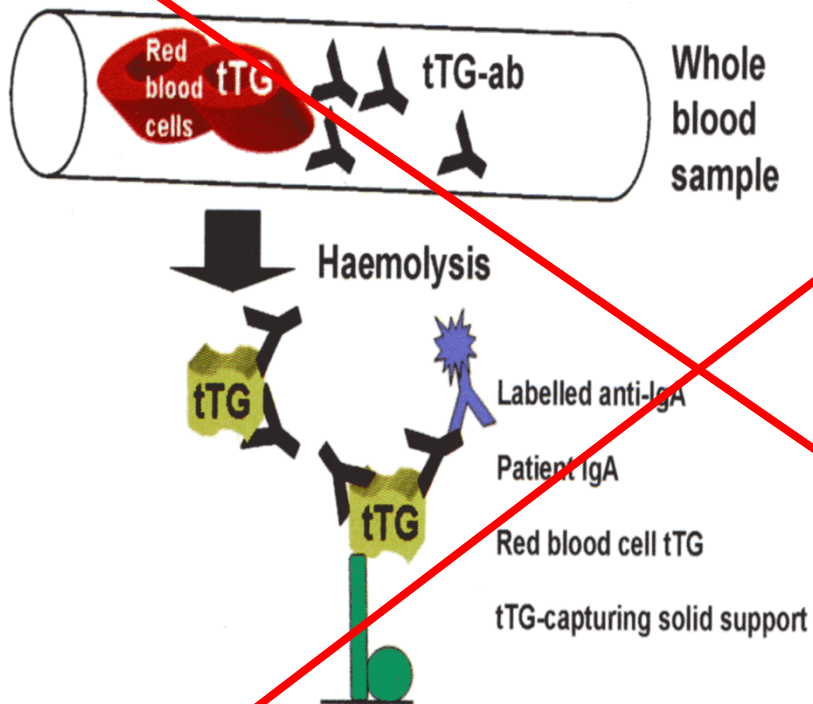 Red
blood
cells
tTG
tTG-ab
Whole
blood
sample
Haemolysis
tTG
tTG
Labelled anti-IgA
Patient IgA
Red blood cell tTG
tTG-capturing solid support